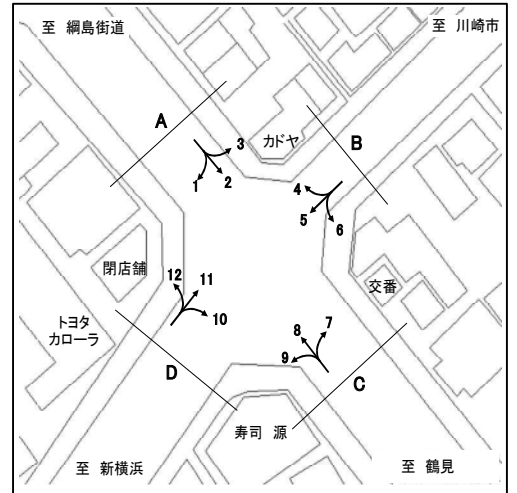 至 綱島街道
至 川崎市
A
3
カドヤ
B
1
2
4
5
6
閉店舗
12
11
10
交番
トヨタ
カローラ
8
7
9
D
C
寿司 源
至 新横浜
至 鶴見